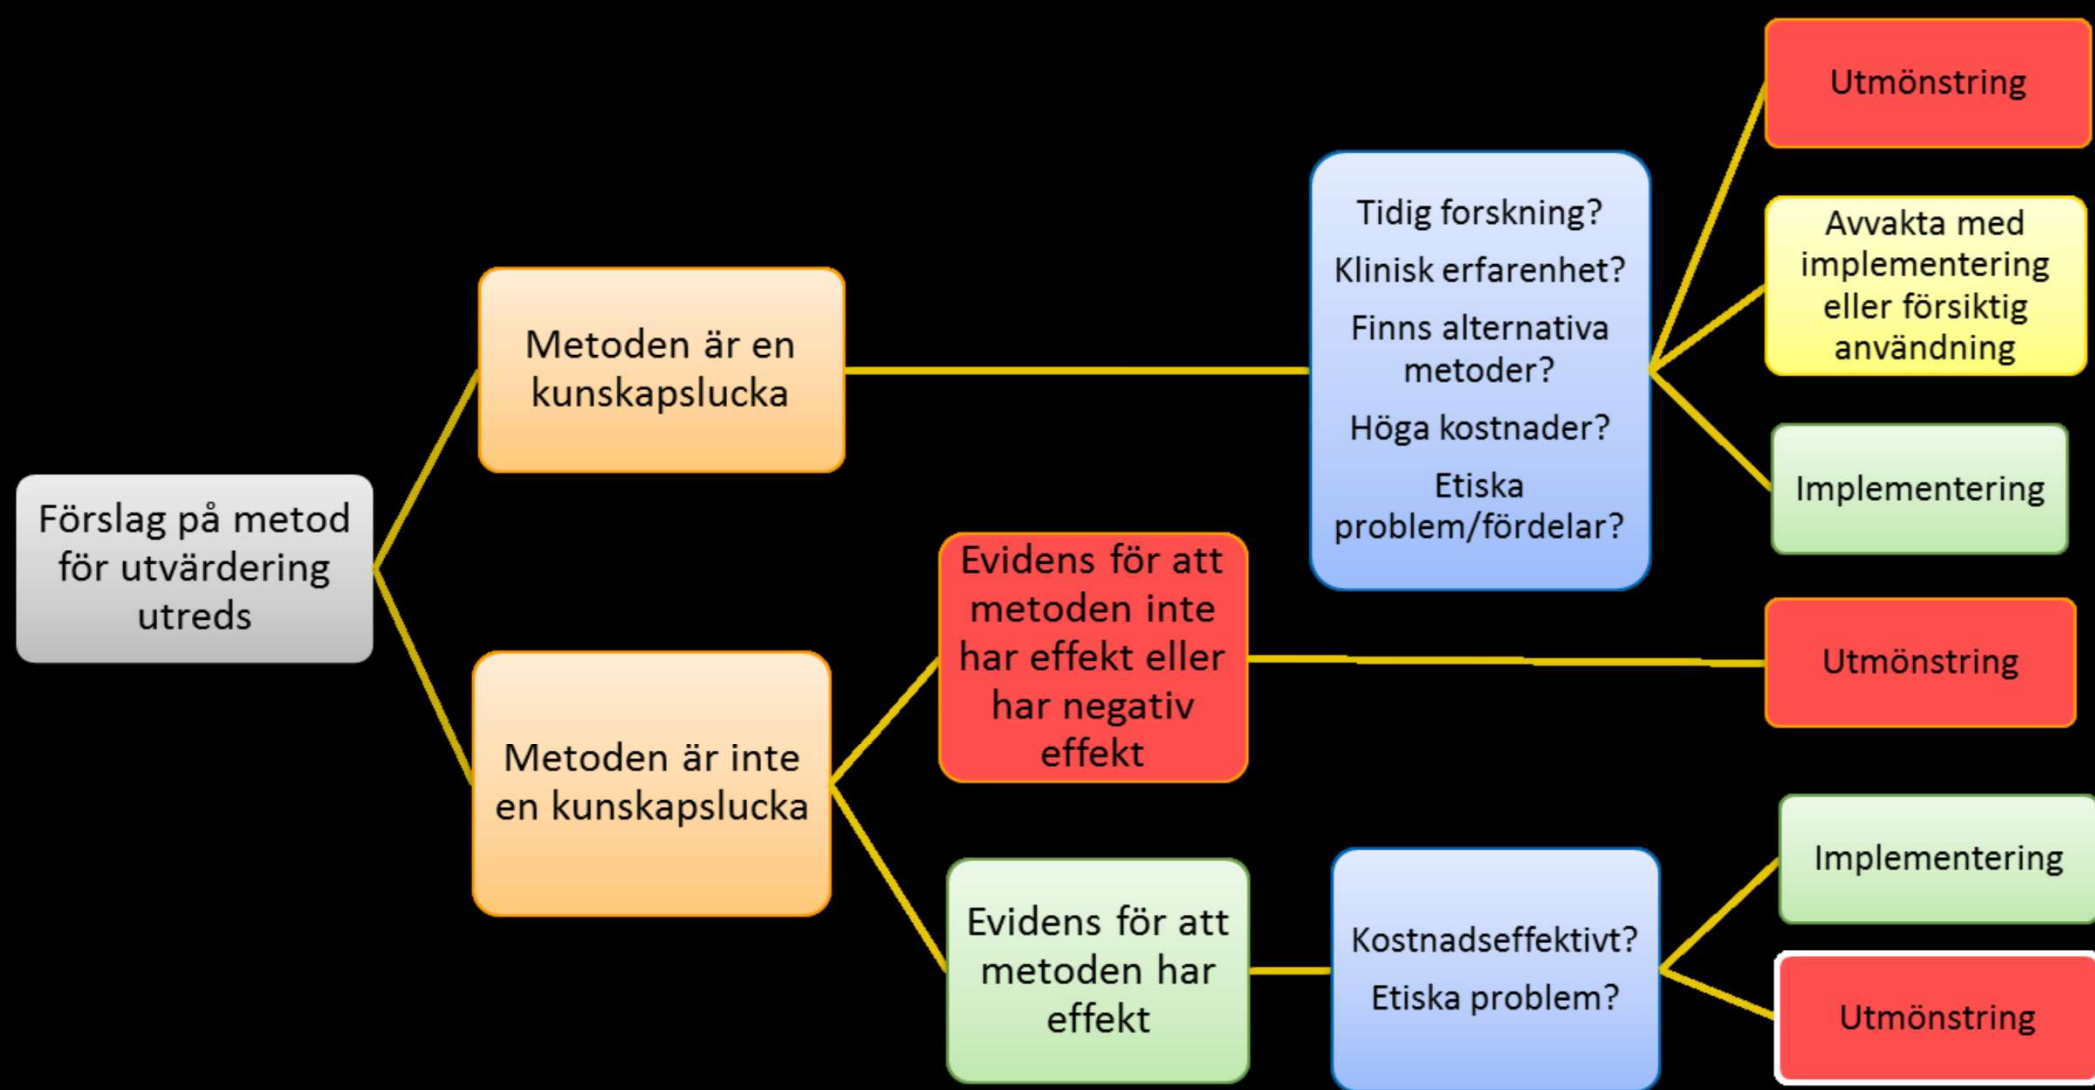 Förslag på metod
för utvärdering
utreds
Metoden är en
kunskapslucka
Metoden är inte
en kunskapslucka
Evidens för att
metoden inte
har effekt eller
har negativ
effekt
Evidens för att
metoden har
effekt
Tidig forskning?
Klinisk erfarenhet?
Finns alternativa
metoder?
Höga kostnader?
Etiska
problem/fördelar?
Kostnadseffektivt?
Etiska problem?
Utmönstring
Avvakta med
implementering
eller försiktig
användning
Implementering
Utmönstring
Implementering
Utmönstring